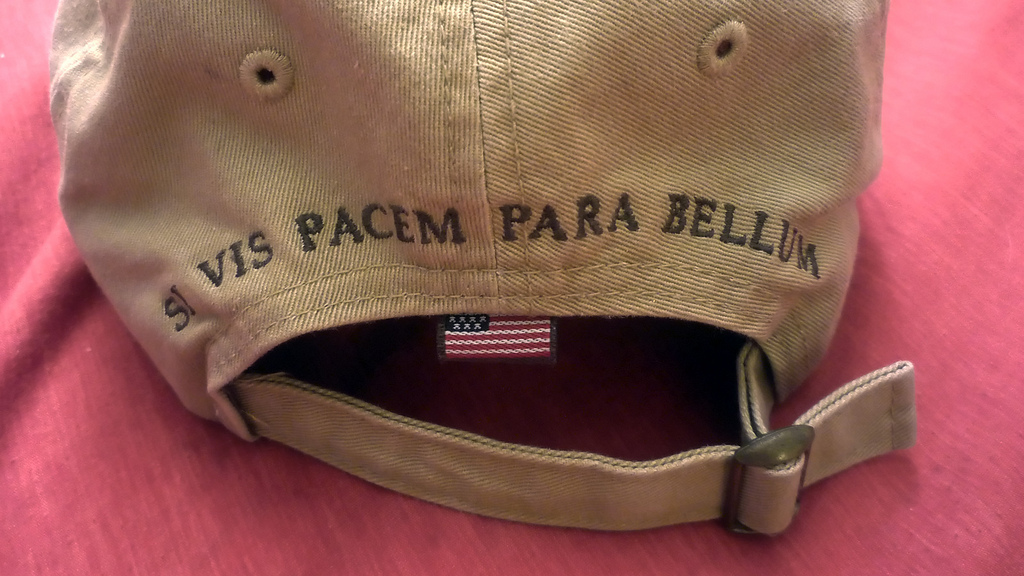 SI VIS PACEM PARA BELLUM